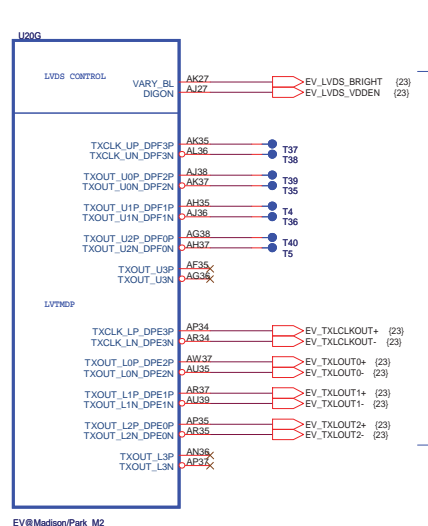 U20G
LVDS CONTROL
VARY_BL AK27 EV_LVDS_BRIGHT {23}
DIGON AJ27 EV_LVDS_VDDEN {23}
TXCLK_UP_DPF3P AK35 T37
TXCLK_UN_DPF3N AL36 T38
TXOUT_U0P_DPF2P AJ38 T39
TXOUT_U0N_DPF2N AK37 T35
TXOUT_U1P_DPF1P AH35 T4
TXOUT_U1N_DPF1N AJ36 T36
TXOUT_U2P_DPF0P AG38 T40
TXOUT_U2N_DPF0N AH37 T5
TXOUT_U3P AF35
TXOUT_U3N AG36
LVTMDP
TXCLK_LP_DPE3P AP34 EV_TXLCLKOUT+ {23}
TXCLK_LN_DPE3N AR34 EV_TXLCLKOUT- {23}
TXOUT_L0P_DPE2P AW37 EV_TXLOUT0+ {23}
TXOUT_L0N_DPE2N AU35 EV_TXLOUT0- {23}
TXOUT_L1P_DPE1P AR37 EV_TXLOUT1+ {23}
TXOUT_L1N_DPE1N AU39 EV_TXLOUT1- {23}
TXOUT_L2P_DPE0P AP35 EV_TXLOUT2+ {23}
TXOUT_L2N_DPE0N AR35 EV_TXLOUT2- {23}
TXOUT_L3P AN36
TXOUT_L3N AP37
EV@Madison/Park M2